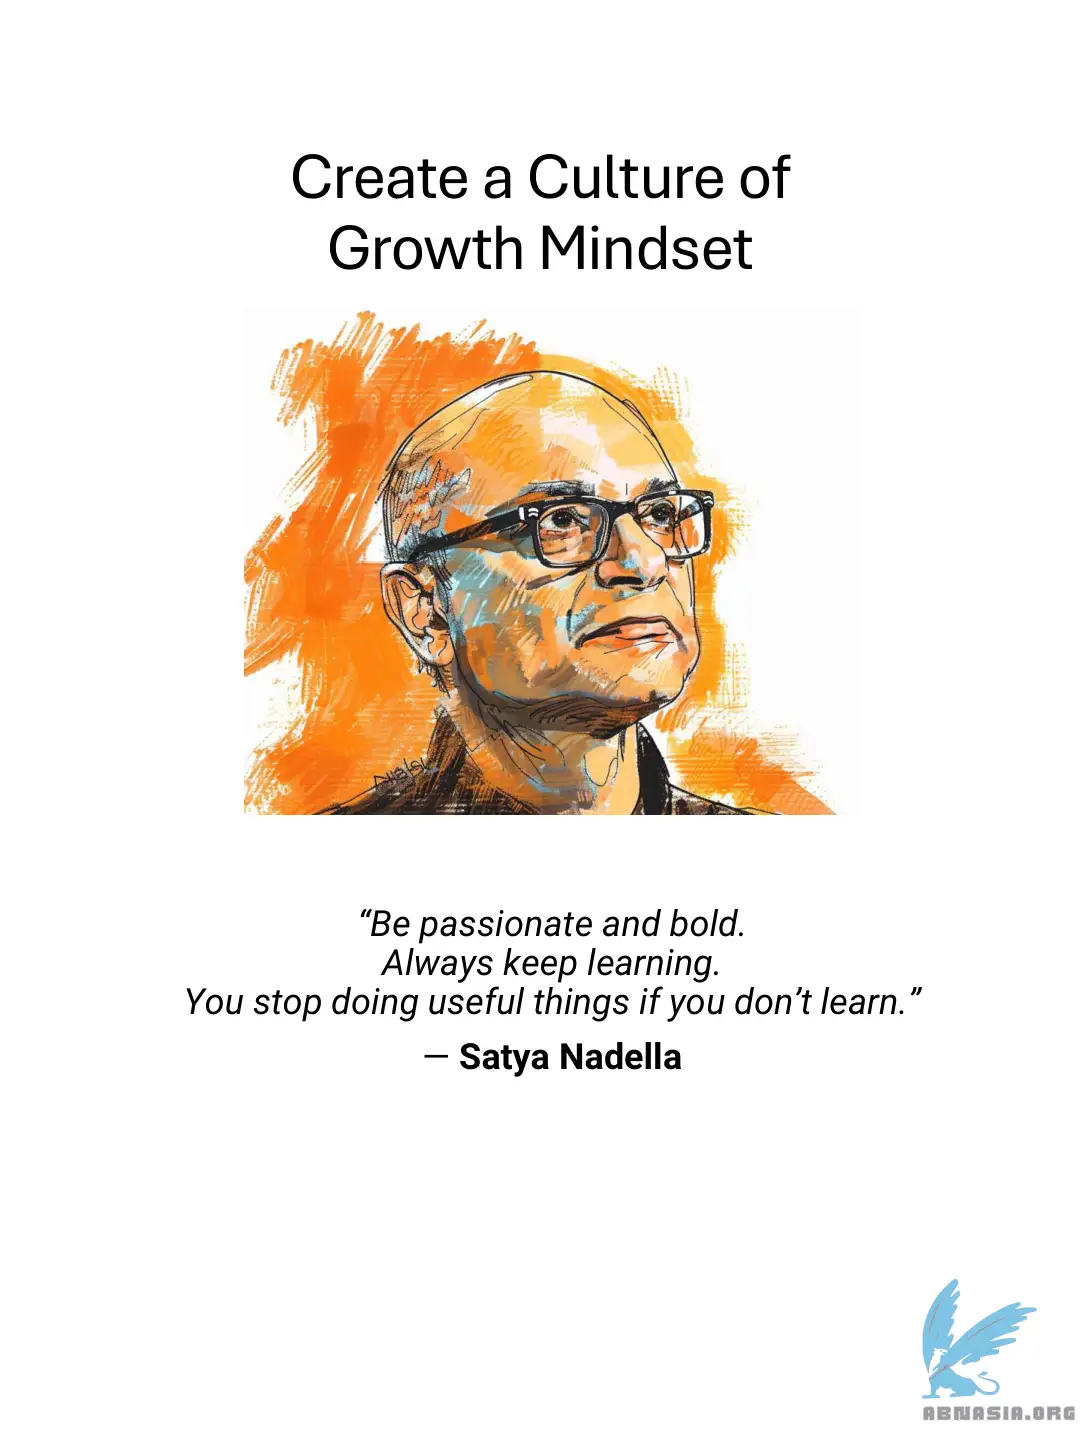 Create a Culture of
Growth Mindset
“Be passionate and bold.
Always keep learning.
You stop doing useful things if you don’t learn.”
— Satya Nadella
ABNASIA.ORG